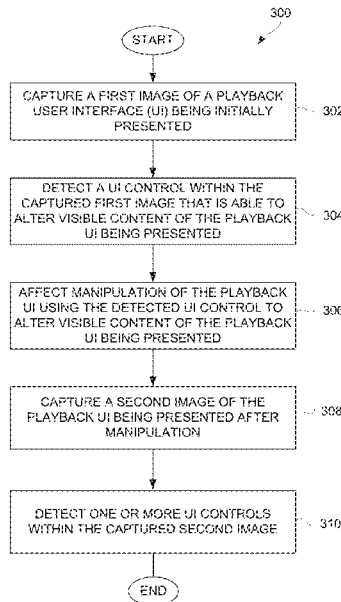 300
START
CAPTURE A FIRST IMAGE OF A PLAYBACK
USER INTERFACE (UI) BEING INITIALLY
PRESENTED
302
DETECT A UI CONTROL WITHIN THE
CAPTURED FIRST IMAGE THAT IS ABLE TO
ALTER VISIBLE CONTENT OF THE PLAYBACK
UI BEING PRESENTED
304
AFFECT MANIPULATION OF THE PLAYBACK
UI USING THE DETECTED UI CONTROL TO
ALTER VISIBLE CONTENT OF THE PLAYBACK
UI BEING PRESENTED
306
CAPTURE A SECOND IMAGE OF THE
PLAYBACK UI BEING PRESENTED AFTER
MANIPULATION
308
DETECT ONE OR MORE UI CONTROLS
WITHIN THE CAPTURED SECOND IMAGE
310
END